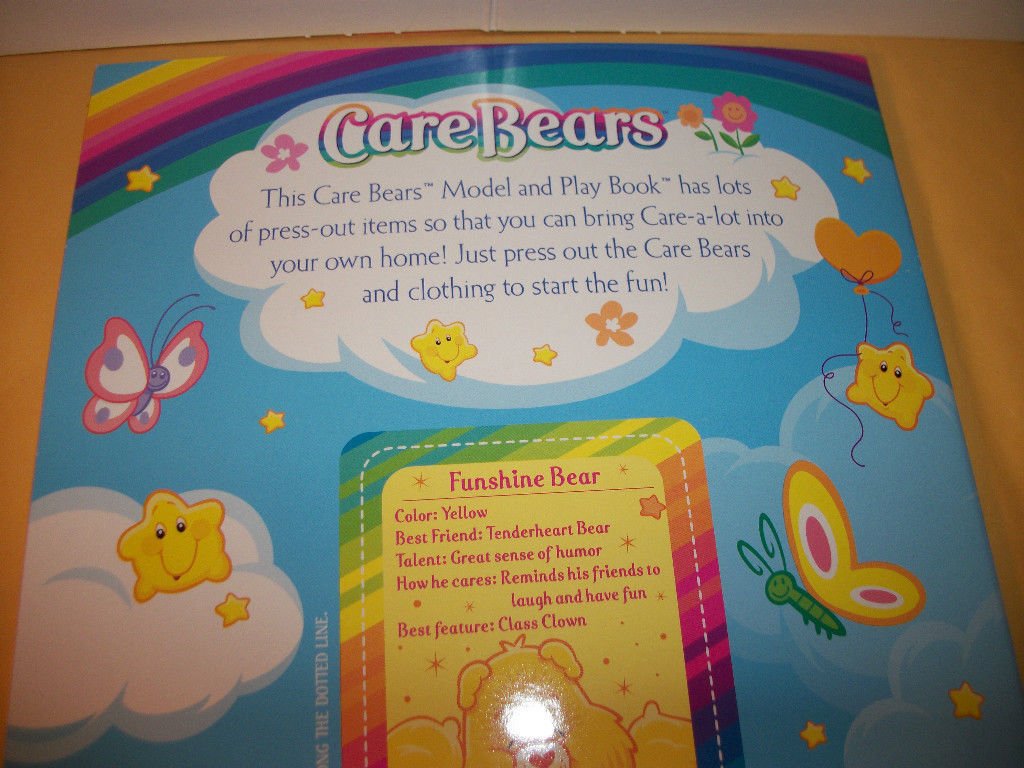 Care Bears™
This Care Bears™ Model and Play Book™ has lots
of press-out items so that you can bring Care-a-lot into
your own home! Just press out the Care Bears
and clothing to start the fun!
Funshine Bear
Color: Yellow
Best Friend: Tenderheart Bear
Talent: Great sense of humor
How he cares: Reminds his friends to
laugh and have fun
Best feature: Class Clown
THE DOTTED LINE.